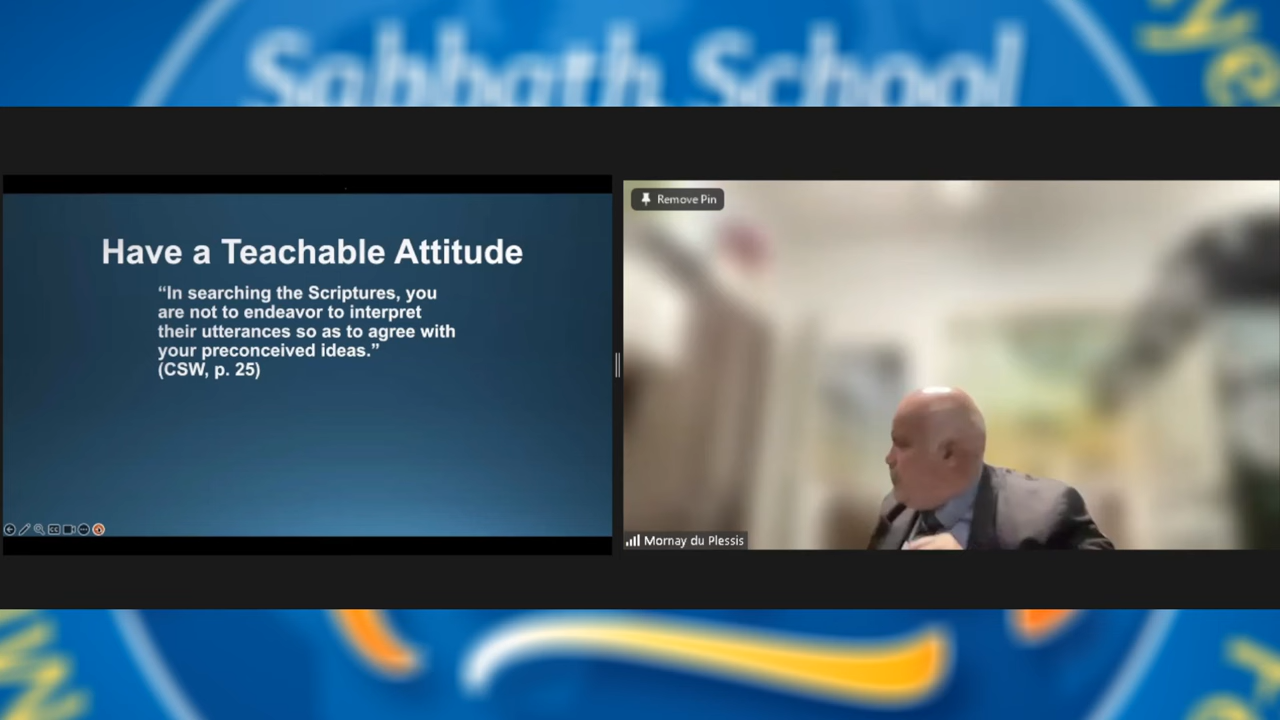 Sabbath School
Remove Pin
Have a Teachable Attitude
“In searching the Scriptures, you
are not to endeavor to interpret
their utterances so as to agree with
your preconceived ideas.”
(CSW, p. 25)
Mornay du Plessis